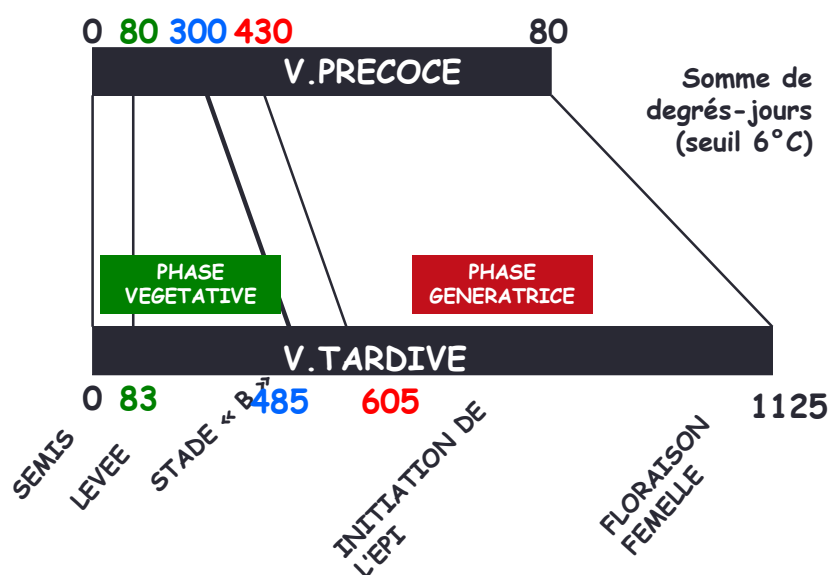 0 80 300 430 80
V.PRECOCE
Somme de
degrés-jours
(seuil 6°C)
PHASE
VEGETATIVE
PHASE
GENERATRICE
V.TARDIVE
0 83 485 605 1125
SEMIS
LEVEE
STADE « B »
INITIATION DE
L'EPI
FLORAISON
FEMELLE